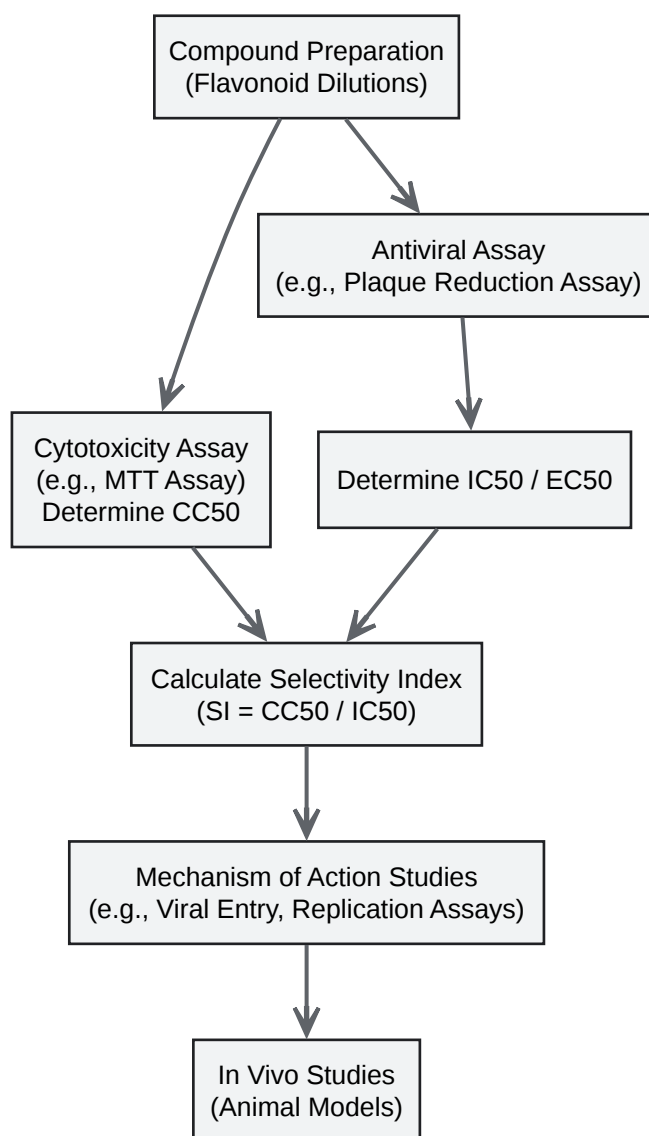 Compound Preparation
(Flavonoid Dilutions)
Antiviral Assay
(e.g., Plaque Reduction Assay)
Cytotoxicity Assay
(e.g., MTT Assay)
Determine CC50
Determine IC50 / EC50
Calculate Selectivity Index
(SI = CC50 / IC50)
Mechanism of Action Studies
(e.g., Viral Entry, Replication Assays)
In Vivo Studies
(Animal Models)